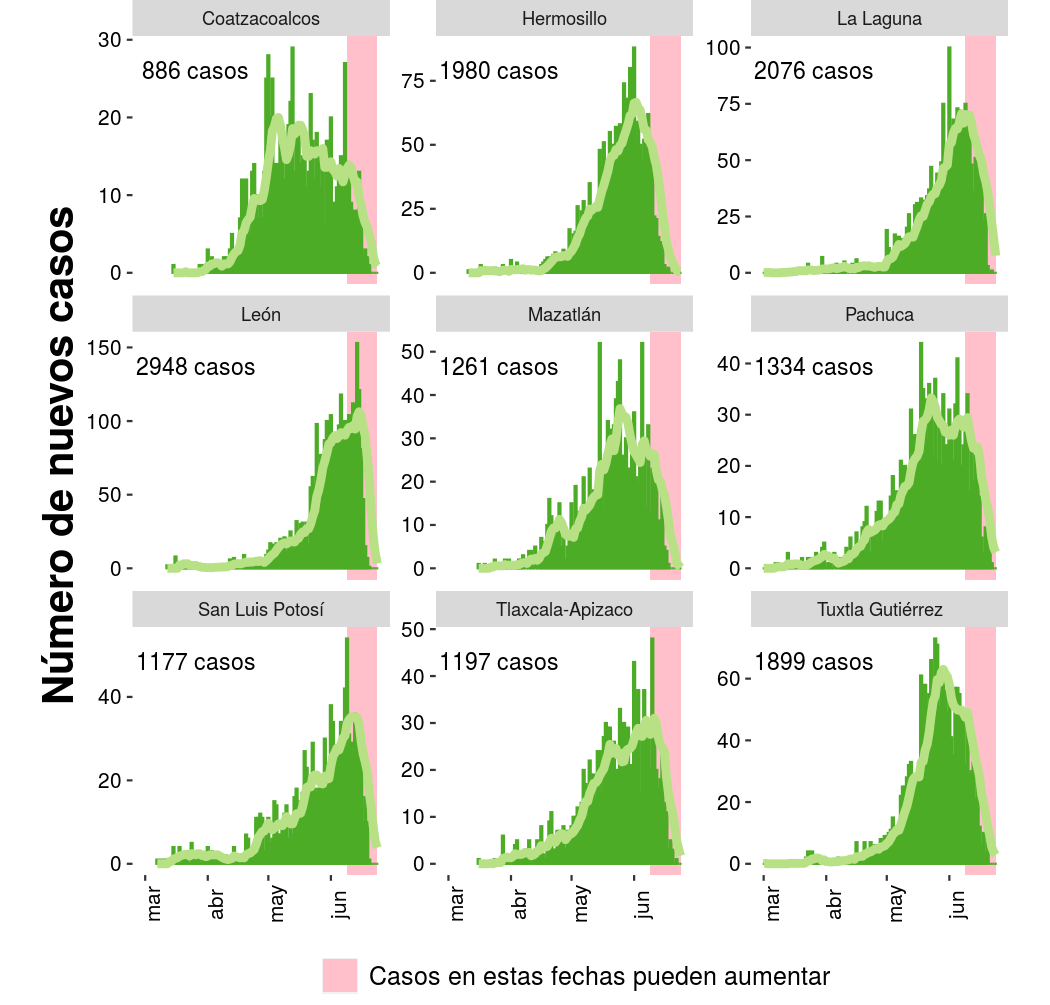 Número de nuevos casos
Coatzacoalcos
886 casos
30
20
10
0
Hermosillo
1980 casos
75
50
25
0
La Laguna
2076 casos
100
75
50
25
0
León
2948 casos
150
100
50
0
Mazatlán
1261 casos
50
40
30
20
10
0
Pachuca
1334 casos
40
30
20
10
0
San Luis Potosí
1177 casos
40
20
0
mar
abr
may
jun
Tlaxcala-Apizaco
1197 casos
50
40
30
20
10
0
mar
abr
may
jun
Tuxtla Gutiérrez
1899 casos
60
40
20
0
mar
abr
may
jun
Casos en estas fechas pueden aumentar